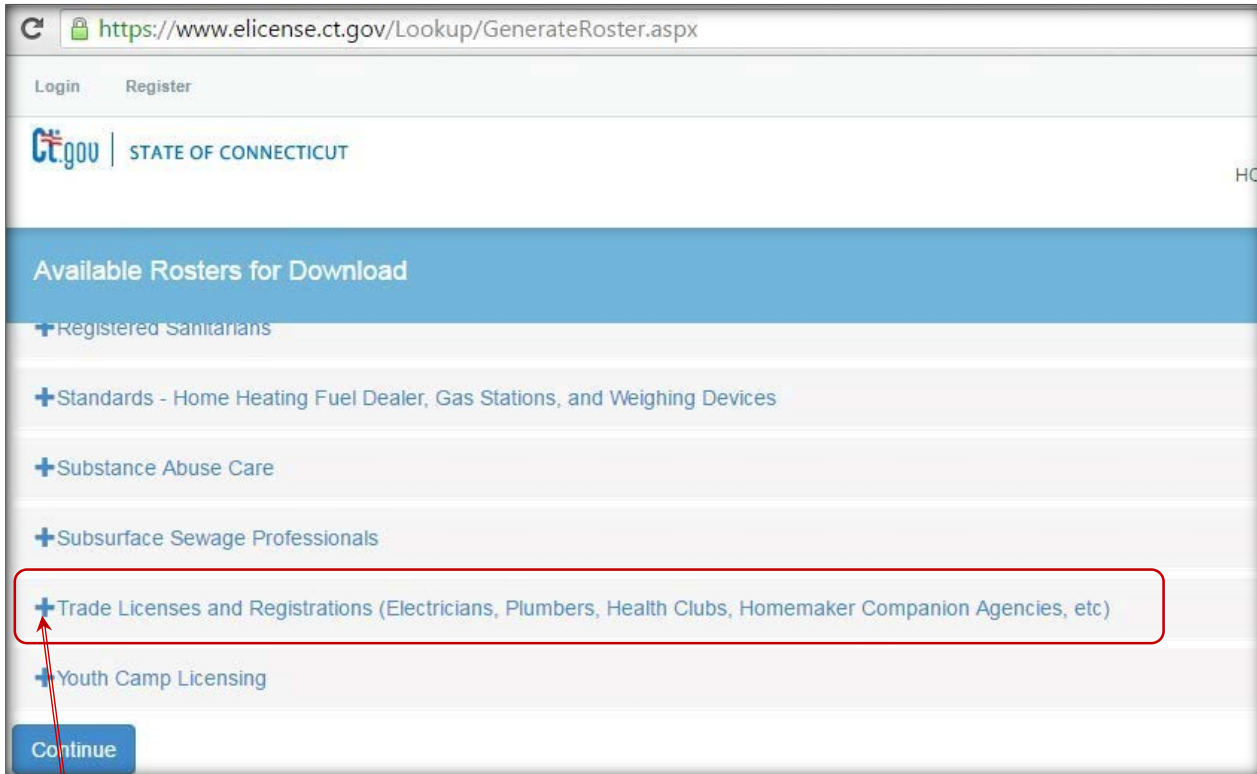 https://www.elicense.ct.gov/Lookup/GenerateRoster.aspx
Login Register
Ct.gov | STATE OF CONNECTICUT
HO
Available Rosters for Download
Registered Sanitarians
Standards - Home Heating Fuel Dealer, Gas Stations, and Weighing Devices
Substance Abuse Care
Subsurface Sewage Professionals
Trade Licenses and Registrations (Electricians, Plumbers, Health Clubs, Homemaker Companion Agencies, etc)
Youth Camp Licensing
Continue